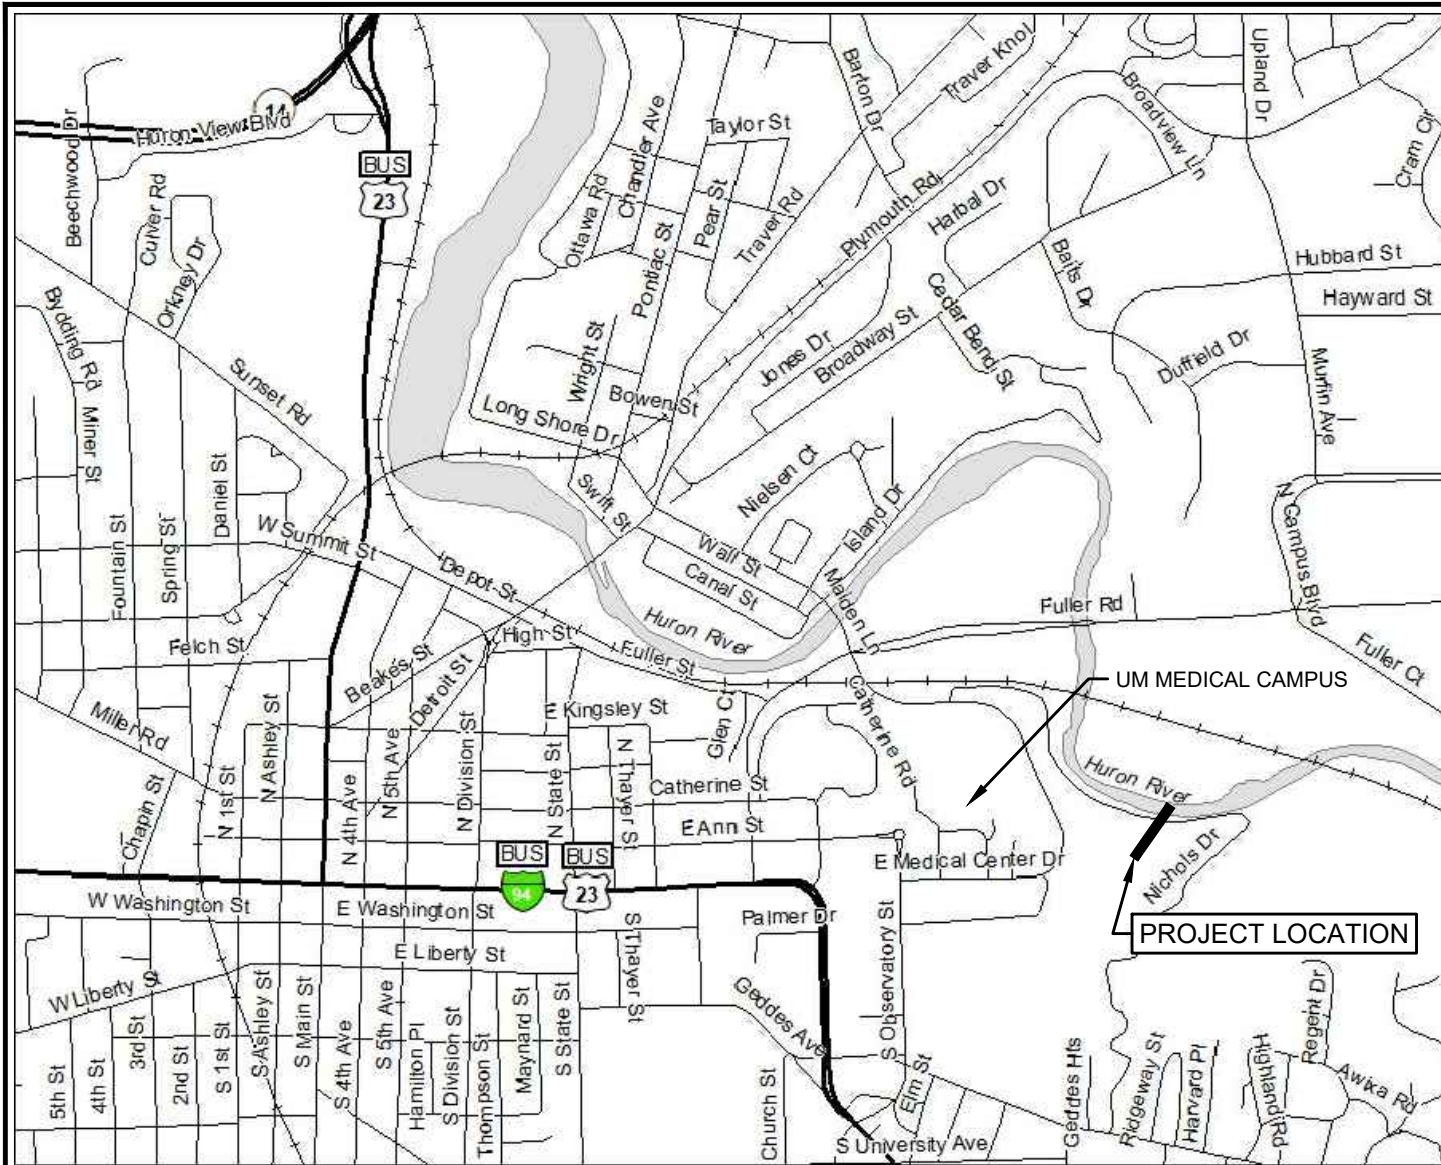 14
Huron View Blvd
Beechwood Dr
BUS
23
Culver Rd
Orkney Dr
Bydding Rd
Miner St
Sunset Rd
Daniel St
Fountain St
Spring St
W Summit St
Felch St
Miller Rd
Chapin St
Ottawa Rd
Chandler Ave
Taylor St
Barton Dr
Traver Knol
Pear St
Pontiac St
Traver Rd
Plymouth Rd
Broadview Ln
Upland Dr
Cram Cir
Harbal Dr
Baits Dr
Hubbard St
Hayward St
Wright St
Bowen St
Long Shore Dr
Jones Dr
Broadway St
Cedar Bend St
Duffield Dr
Murfin Ave
Swift St
Nielsen Ct
Island Dr
Wall St
Canal St
Maiden Ln
N Campus Blvd
Fuller Rd
Fuller Ct
Depot St
High St
Huron River
Fuller St
Beakes St
Detroit St
UM MEDICAL CAMPUS
Catherine Rd
Glen Ct
E Kingsley St
N Ashley St
N 1st St
N 4th Ave
N 5th Ave
N Division St
N State St
N Thayer St
Catherine St
E Ann St
Huron River
Nichols Dr
E Medical Center Dr
BUS
94
BUS
23
W Washington St
E Washington St
Palmer Dr
PROJECT LOCATION
E Liberty St
W Liberty St
S Thayer St
S Observatory St
Geddes Ave
5th St
4th St
3rd St
2nd St
S 1st St
S Ashley St
S Main St
S 4th Ave
S 5th Ave
Hamilton Pl
S Division St
Thompson St
Maynard St
S State St
Church St
Elm St
S University Ave
Geddes Hts
Ridgeway St
Harvard Pl
Highland Rd
Regent Dr
Awixa Rd